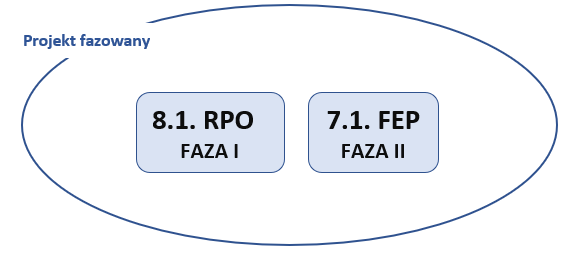 Projekt fazowany
8.1. RPO
FAZA I
7.1. FEP
FAZA II